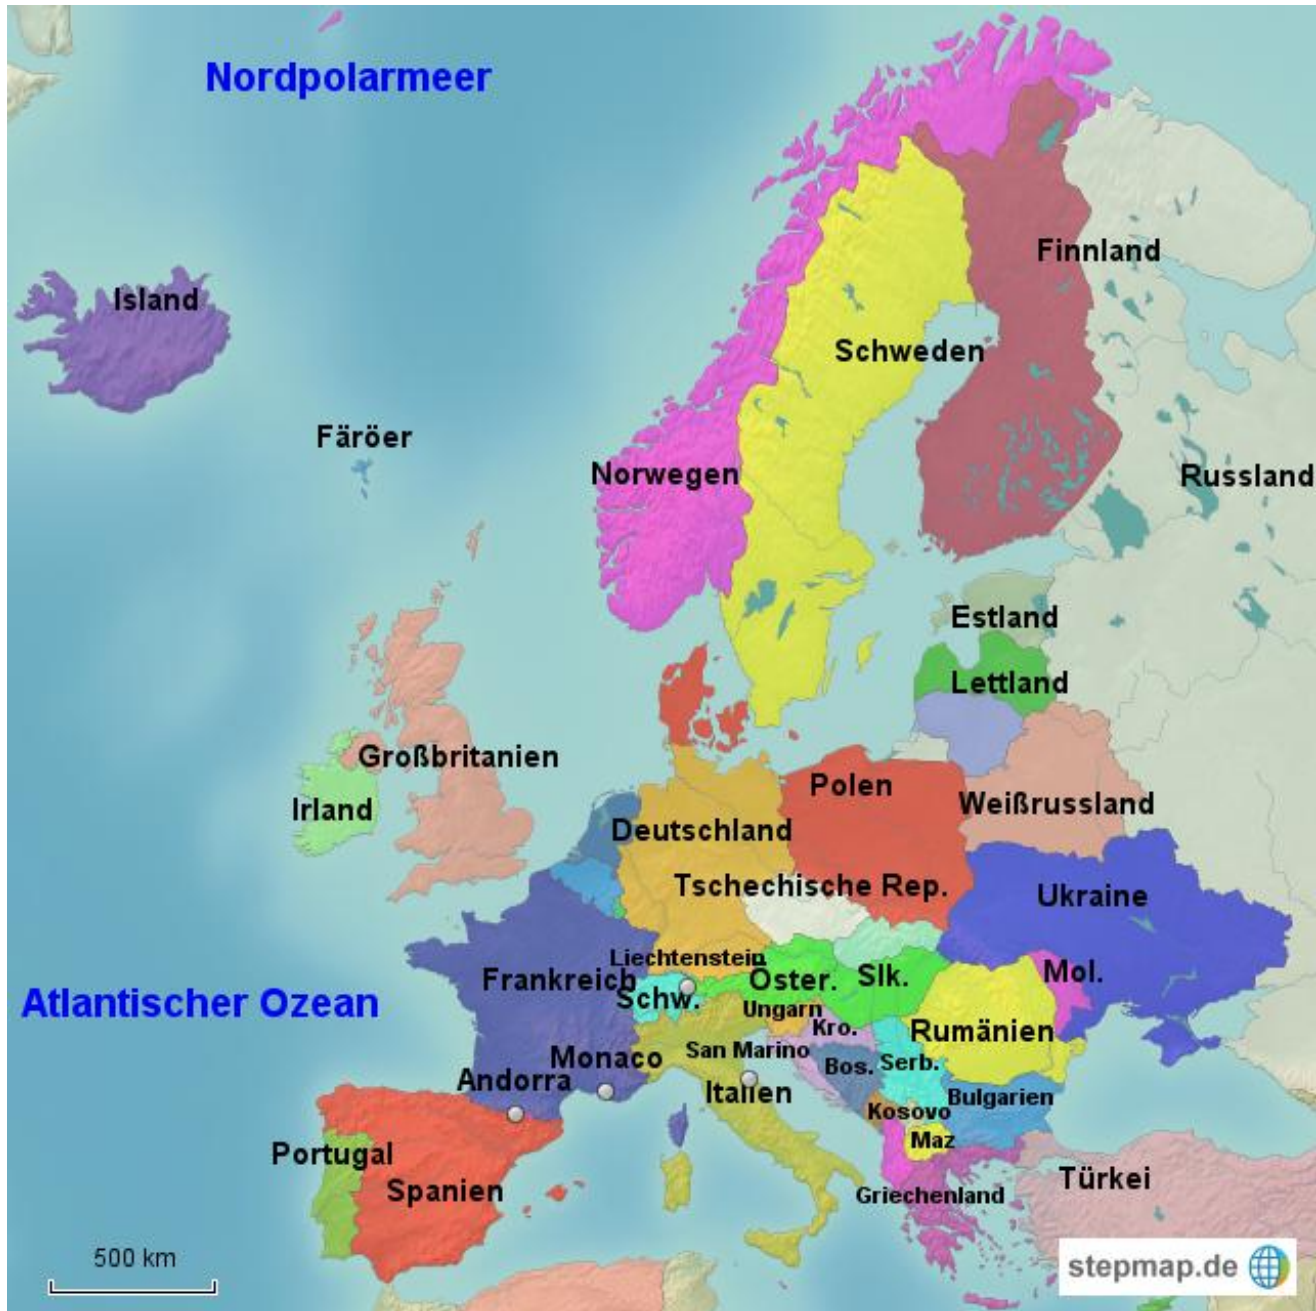 Nordpolarmeer
Finnland
Island
Schweden
Färöer
Norwegen
Russland
Estland
Lettland
Großbritanien
Polen
Irland
Weißrussland
Deutschland
Tschechische Rep.
Ukraine
Liechtenstein
Frankreich
Schw.
Öster.
Slk.
Mol.
Atlantischer Ozean
Ungarn
Kro.
Rumänien
San Marino
Monaco
Bos.
Serb.
Andorra
Italien
Bulgarien
Kosovo
Maz
Portugal
Spanien
Griechenland
Türkei
500 km
stepmap.de